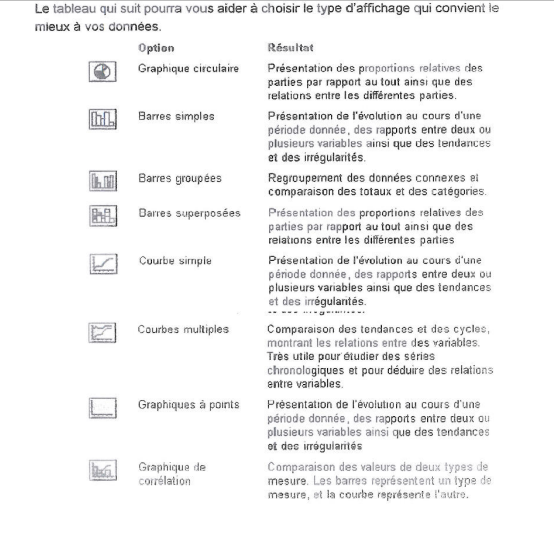 Le tableau qui suit pourra vous aider à choisir le type d'affichage qui convient le
mieux à vos données.
Option Résultat
Graphique circulaire Présentation des proportions relatives des
parties par rapport au tout ainsi que des
relations entre les différentes parties.
Barres simples Présentation de l'évolution au cours d'une
période donnée, des rapports entre deux ou
plusieurs variables ainsi que des tendances
et des irrégularités.
Barres groupées Regroupement des données connexes et
comparaison des totaux et des catégories.
Barres superposées Présentation des proportions relatives des
parties par rapport au tout ainsi que des
relations entre les différentes parties
Courbe simple Présentation de l'évolution au cours d'une
période donnée, des rapports entre deux ou
plusieurs variables ainsi que des tendances
et des irrégularités.
Courbes multiples Comparaison des tendances et des cycles,
montrant les relations entre des variables.
Très utile pour étudier des séries
chronologiques et pour déduire des relations
entre variables.
Graphiques à points Présentation de l'évolution au cours d'une
période donnée, des rapports entre deux ou
plusieurs variables ainsi que des tendances
et des irrégularités
Graphique de Comparaison des valeurs de deux types de
corrélation mesure. Les barres représentent un type de
mesure, et la courbe représente l'autre.